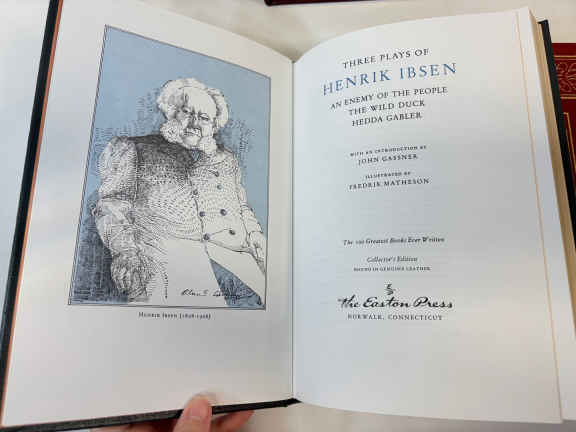 HENRIK IBSEN (1828-1906)
THREE PLAYS OF
HENRIK IBSEN
AN ENEMY OF THE PEOPLE
THE WILD DUCK
HEDDA GABLER
WITH AN INTRODUCTION BY
JOHN GASSNER
ILLUSTRATED BY
FREDRIK MATHESON
The 100 Greatest Books Ever Written
Collector's Edition
BOUND IN GENUINE LEATHER
the Easton Press
NORWALK, CONNECTICUT